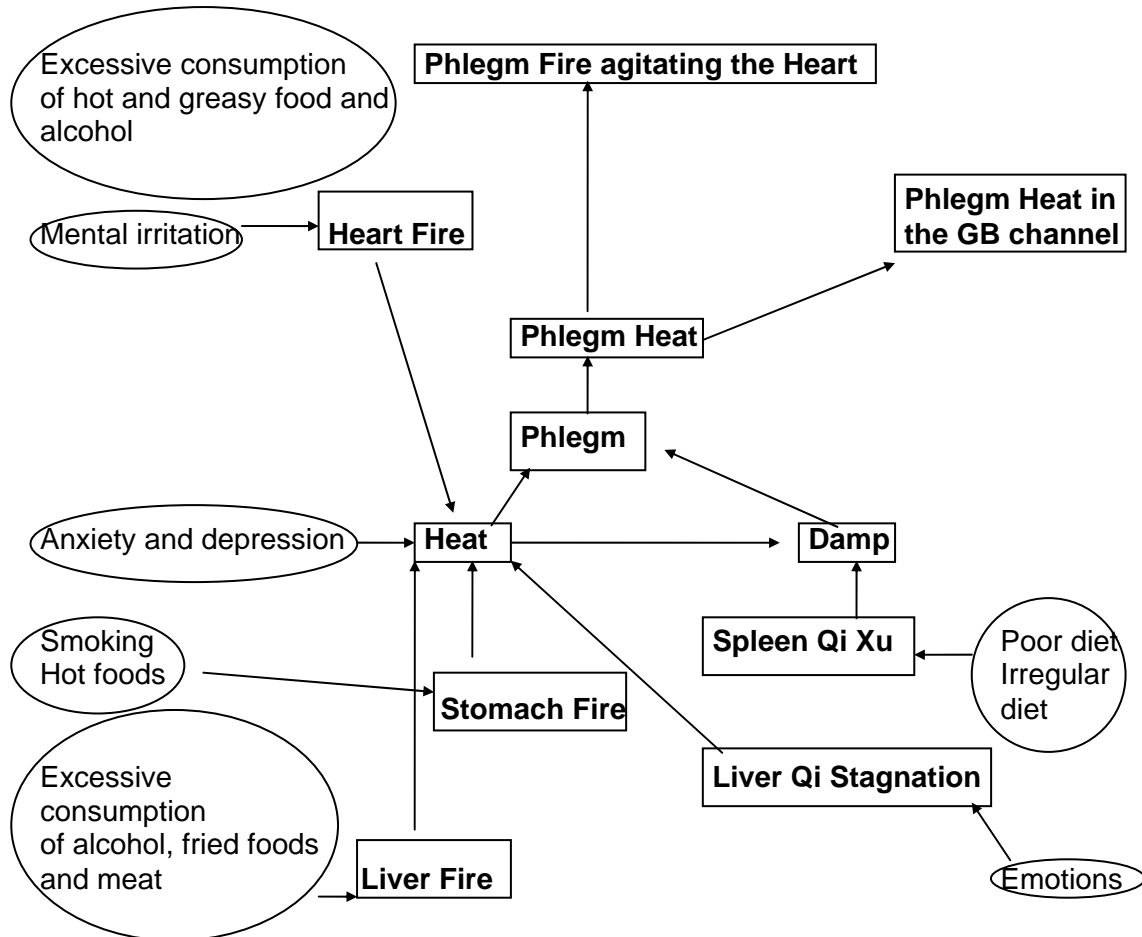 Excessive consumption
of hot and greasy food and
alcohol
Phlegm Fire agitating the Heart
Mental irritation
Heart Fire
Phlegm Heat in
the GB channel
Phlegm Heat
Phlegm
Anxiety and depression
Heat
Damp
Smoking
Hot foods
Stomach Fire
Spleen Qi Xu
Poor diet
Irregular
diet
Liver Qi Stagnation
Excessive
consumption
of alcohol, fried foods
and meat
Liver Fire
Emotions